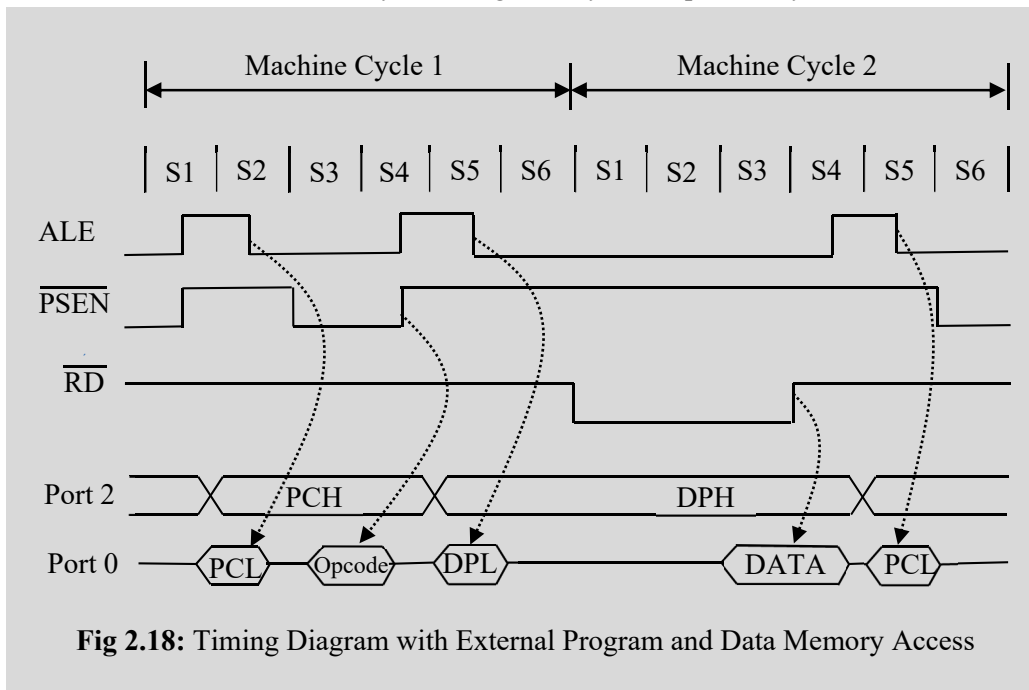 Machine Cycle 1 Machine Cycle 2
S1 S2 S3 S4 S5 S6 S1 S2 S3 S4 S5 S6
ALE
PSEN
RD
Port 2 PCH DPH
Port 0 PCL Opcode DPL DATA PCL
Fig 2.18: Timing Diagram with External Program and Data Memory Access